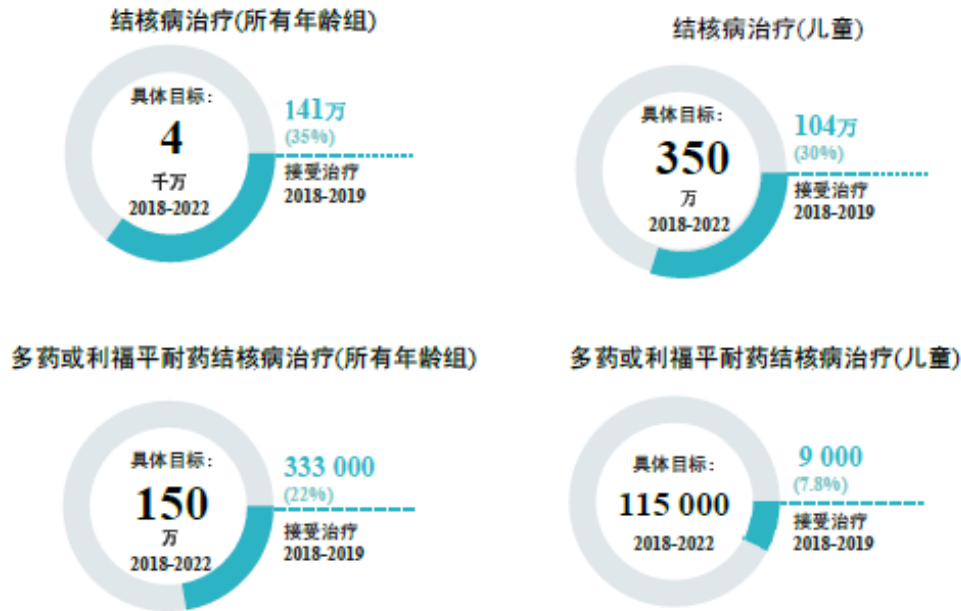 结核病治疗(所有年龄组)
具体目标：
4
千万
2018-2022
141万
(35%)
接受治疗
2018-2019
结核病治疗(儿童)
具体目标：
350
万
2018-2022
104万
(30%)
接受治疗
2018-2019
多药或利福平耐药结核病治疗(所有年龄组)
具体目标：
150
万
2018-2022
333 000
(22%)
接受治疗
2018-2019
多药或利福平耐药结核病治疗(儿童)
具体目标：
115 000
2018-2022
9 000
(7.8%)
接受治疗
2018-2019